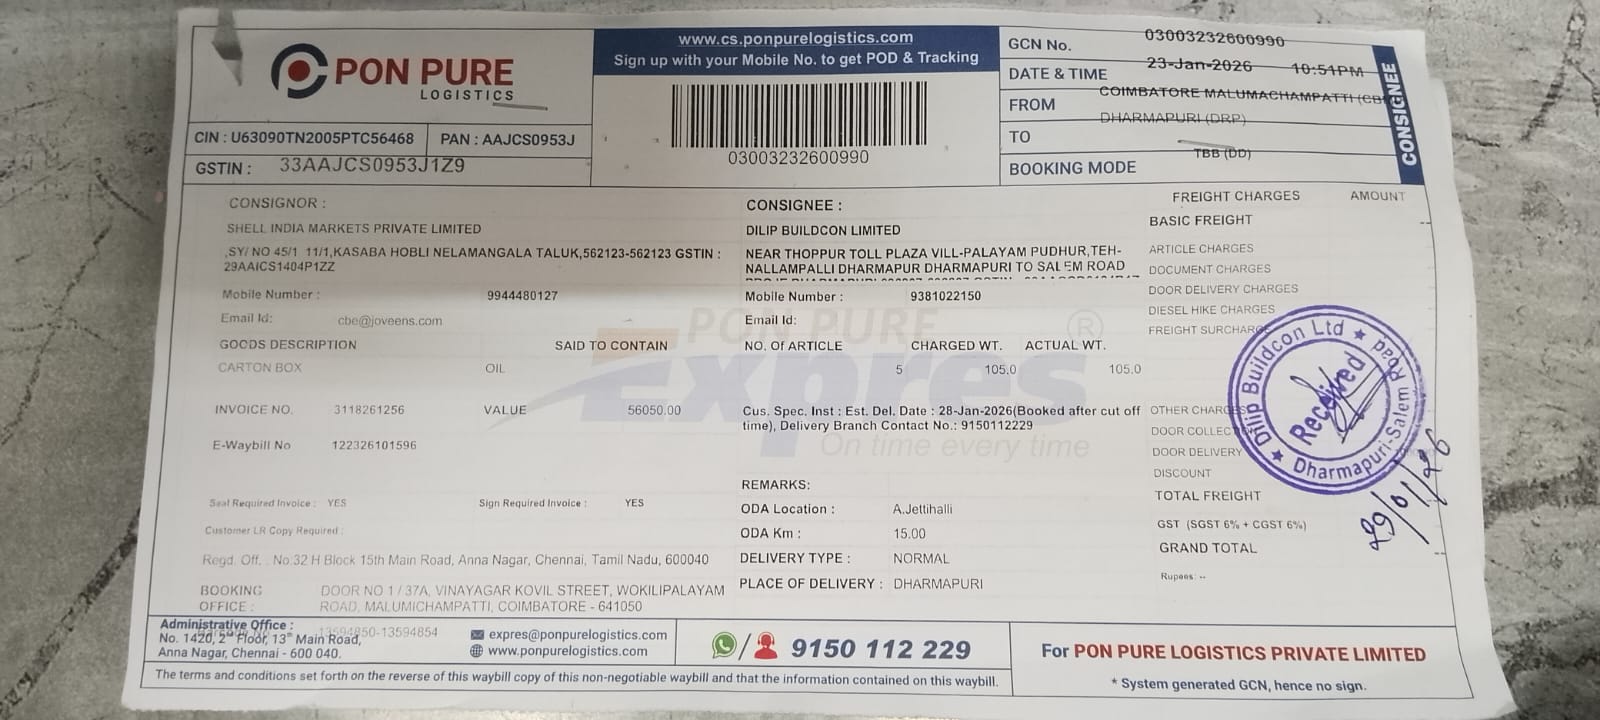 PON PURE
LOGISTICS
CIN : U63090TN2005PTC56468
PAN : AAJCS0953J
GSTIN : 33AAJCS0953J1Z9
www.cs.ponpurelogistics.com
Sign up with your Mobile No. to get POD & Tracking
03003232600990
GCN No. 03003232600990
DATE & TIME 23-Jan-2026 10:51PM
FROM COIMBATORE MALUMACHAMPATTI (CB
TO DHARMAPURI (DRP)
BOOKING MODE TBB (DD)
CONSIGNEE
CONSIGNOR :
SHELL INDIA MARKETS PRIVATE LIMITED
,SY/ NO 45/1 11/1,KASABA HOBLI NELAMANGALA TALUK,562123-562123 GSTIN :
29AAICS1404P1ZZ
Mobile Number : 9944480127
Email Id: cbe@joveens.com
CONSIGNEE :
DILIP BUILDCON LIMITED
NEAR THOPPUR TOLL PLAZA VILL-PALAYAM PUDHUR,TEH-
NALLAMPALLI DHARMAPUR DHARMAPURI TO SALEM ROAD
Mobile Number : 9381022150
Email Id:
GOODS DESCRIPTION SAID TO CONTAIN NO. Of ARTICLE CHARGED WT. ACTUAL WT.
CARTON BOX OIL 5 105.0 105.0
INVOICE NO. 3118261256 VALUE 56050.00
E-Waybill No 122326101596
Cus. Spec. Inst : Est. Del. Date : 28-Jan-2026(Booked after cut off
time), Delivery Branch Contact No.: 9150112229
PON PURE ®
Expres
On time every time
Seal Required Invoice : YES Sign Required Invoice : YES
Customer LR Copy Required :
Regd. Off. : No:32 H Block 15th Main Road, Anna Nagar, Chennai, Tamil Nadu, 600040
BOOKING OFFICE : DOOR NO 1 / 37A, VINAYAGAR KOVIL STREET, WOKILIPALAYAM
ROAD, MALUMICHAMPATTI, COIMBATORE - 641050
13594850-13594854
REMARKS:
ODA Location : A.Jettihalli
ODA Km : 15.00
DELIVERY TYPE : NORMAL
PLACE OF DELIVERY : DHARMAPURI
FREIGHT CHARGES AMOUNT
BASIC FREIGHT --
ARTICLE CHARGES
DOCUMENT CHARGES
DOOR DELIVERY CHARGES
DIESEL HIKE CHARGES
FREIGHT SURCHARGE
OTHER CHARGES
DOOR COLLECT
DOOR DELIVERY
DISCOUNT
TOTAL FREIGHT
GST (SGST 6% + CGST 6%)
GRAND TOTAL --
Rupees: --
Dilip Buildcon Ltd ★ Dharmapuri-Salem Road ★
Received
29/01/26
Administrative Office :
No. 1420, 2nd Floor, 13th Main Road,
Anna Nagar, Chennai - 600 040.
expres@ponpurelogistics.com
www.ponpurelogistics.com
9150 112 229
For PON PURE LOGISTICS PRIVATE LIMITED
* System generated GCN, hence no sign.
The terms and conditions set forth on the reverse of this waybill copy of this non-negotiable waybill and that the information contained on this waybill.